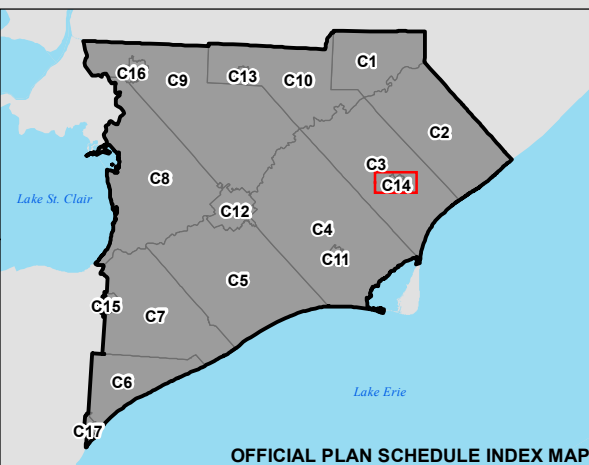 C1
C16
C9
C13
C10
C2
C3
C8
C14
Lake St. Clair
C12
C4
C11
C5
C15
C7
C6
Lake Erie
C17
OFFICIAL PLAN SCHEDULE INDEX MAP